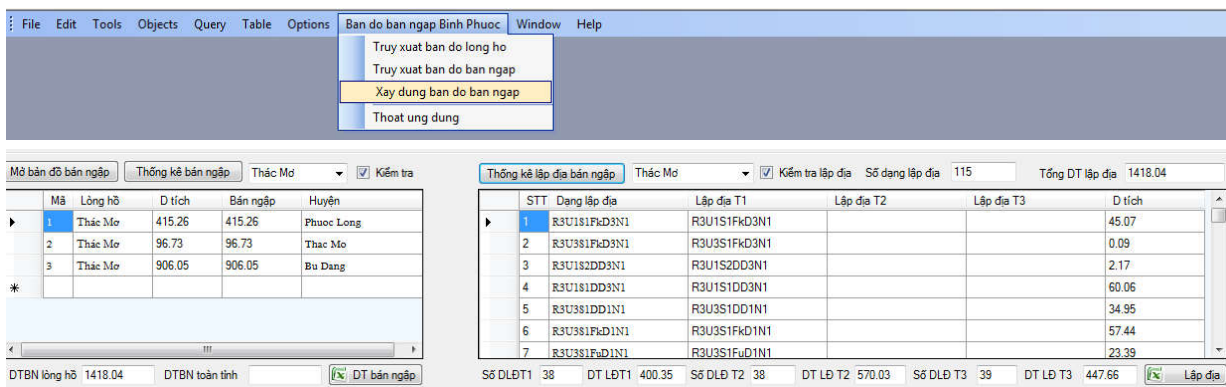 File Edit Tools Objects Query Table Options Ban do ban ngap Binh Phuoc Window Help
Truy xuat ban do long ho
Truy xuat ban do ban ngap
Xay dung ban do ban ngap
Thoat ung dung
Mở bản đồ bán ngập Thống kê bán ngập Thác Mơ Kiểm tra
Mã Lòng hồ D tích Bán ngập Huyện
1 Thác Mơ 415.26 415.26 Phuoc Long
2 Thác Mơ 96.73 96.73 Thac Mo
3 Thác Mơ 906.05 906.05 Bu Dang
DTBN lòng hồ 1418.04 DTBN toàn tỉnh DT bán ngập
Thống kê lập địa bán ngập Thác Mơ Kiểm tra lập địa Số dạng lập địa 115 Tổng DT lập địa 1418.04
STT Dạng lập địa Lập địa T1 Lập địa T2 Lập địa T3 D tích
1 R3U1S1FkD3N1 R3U1S1FkD3N1 45.07
2 R3U3S1FkD3N1 R3U3S1FkD3N1 0.09
3 R3U1S2DD3N1 R3U1S2DD3N1 2.17
4 R3U1S1DD3N1 R3U1S1DD3N1 60.06
5 R3U3S1DD1N1 R3U3S1DD1N1 34.95
6 R3U3S1FkD1N1 R3U3S1FkD1N1 57.44
7 R3U3S1FuD1N1 R3U3S1FuD1N1 23.39
Số DLĐT1 38 DT LĐT1 400.35 Số DLĐ T2 38 DT LĐ T2 570.03 Số DLĐ T3 39 DT LĐ T3 447.66 Lập địa